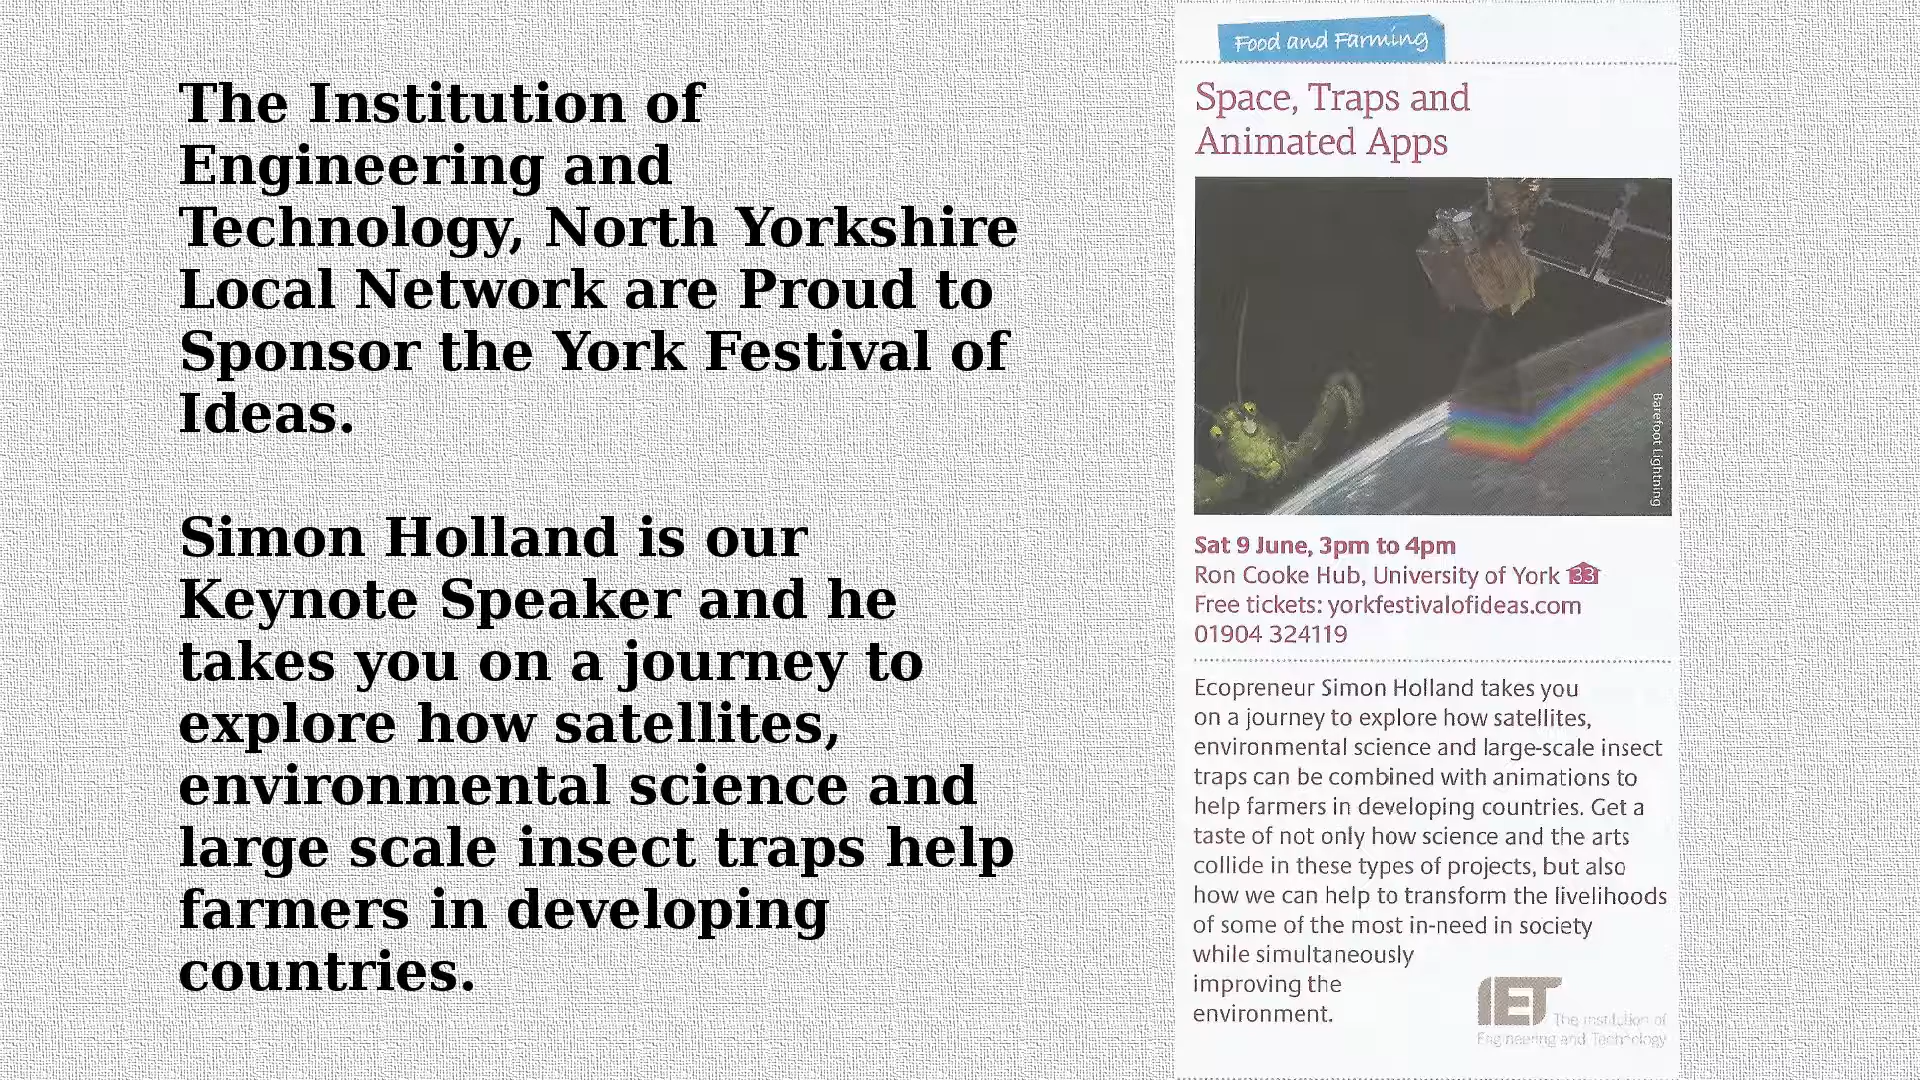 The Institution of
Engineering and
Technology, North Yorkshire
Local Network are Proud to
Sponsor the York Festival of
Ideas.
Simon Holland is our
Keynote Speaker and he
takes you on a journey to
explore how satellites,
environmental science and
large scale insect traps help
farmers in developing
countries.
Food and Farming
Space, Traps and
Animated Apps
Barefoot Lightning
Sat 9 June, 3pm to 4pm
Ron Cooke Hub, University of York 33
Free tickets: yorkfestivalofideas.com
01904 324119
Ecopreneur Simon Holland takes you
on a journey to explore how satellites,
environmental science and large-scale insect
traps can be combined with animations to
help farmers in developing countries. Get a
taste of not only how science and the arts
collide in these types of projects, but also
how we can help to transform the livelihoods
of some of the most in-need in society
while simultaneously
improving the
environment.
IET The Institution of
Engineering and Technology